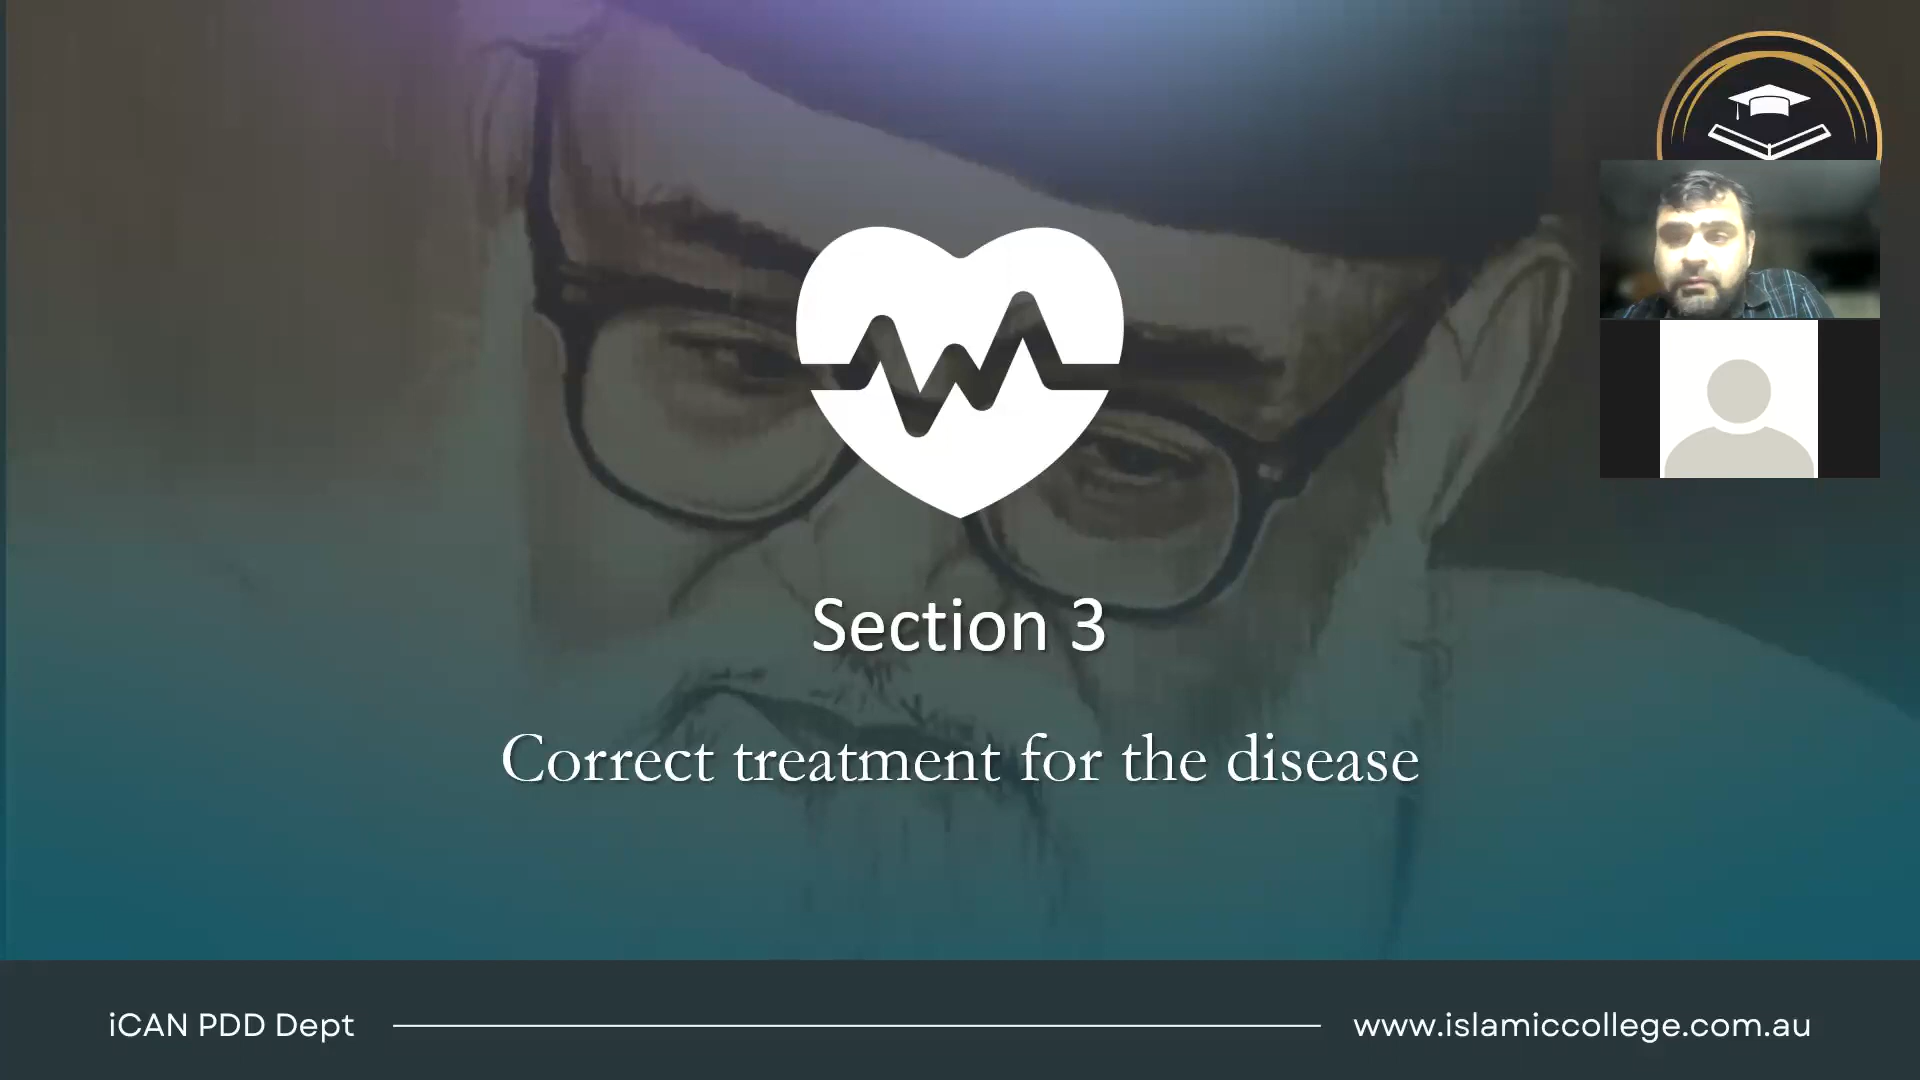 Section 3
Correct treatment for the disease
iCAN PDD Dept
www.islamiccollege.com.au